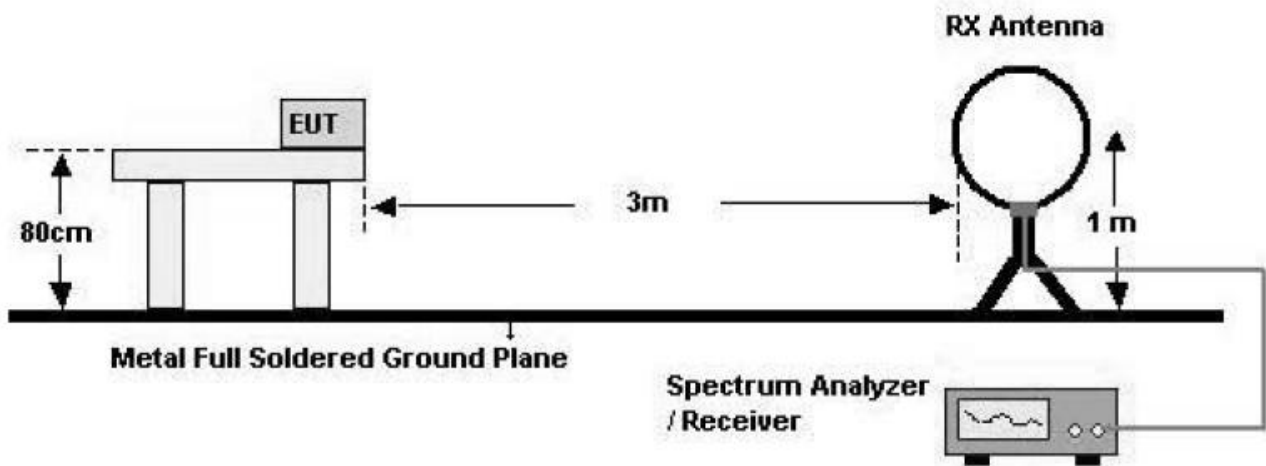 RX Antenna
EUT
80cm
3m
1 m
Metal Full Soldered Ground Plane
Spectrum Analyzer
/ Receiver